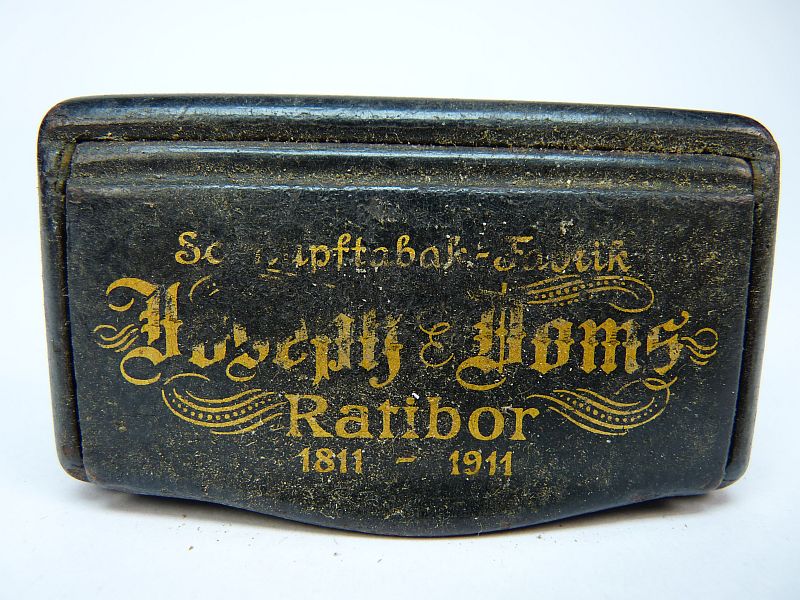 Schnupftabak-Fabrik
Joseph E Doms
Ratibor
1811 - 1911